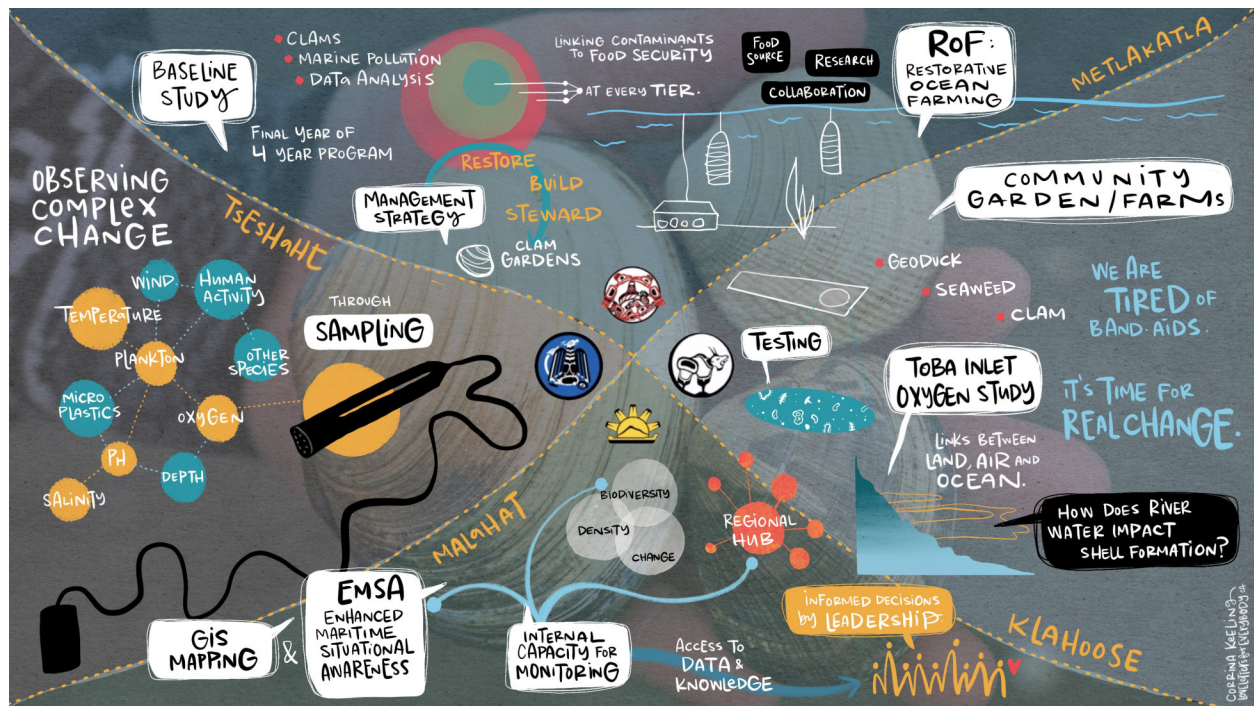 BASELINE
STUDY
CLAMS
MARINE POLLUTION
DATA ANALYSIS
FINAL YEAR OF
4 YEAR PROGRAM
LINKING CONTAMINANTS
TO FOOD SECURITY
AT EVERY TIER.
FOOD
SOURCE
RESEARCH
COLLABORATION
ROF:
RESTORATIVE
OCEAN
FARMING
METLAKATLA
RESTORE
BUILD
STEWARD
MANAGEMENT
STRATEGY
CLAM
GARDENS
OBSERVING
COMPLEX
CHANGE
TSESHAHT
WIND
HUMAN
ACTIVITY
TEMPERATURE
PLANKTON
OTHER
SPECIES
MICRO
PLASTICS
OXYGEN
PH
DEPTH
SALINITY
THROUGH
SAMPLING
COMMUNITY
GARDEN/FARMS
GEODUCK
SEAWEED
CLAM
WE ARE
TIRED OF
BAND-AIDS.
IT'S TIME FOR
REAL CHANGE.
TESTING
TOBA INLET
OXYGEN STUDY
LINKS BETWEEN
LAND, AIR AND
OCEAN.
HOW DOES RIVER
WATER IMPACT
SHELL FORMATION?
KLAHOOSE
MALAHAT
BIODIVERSITY
DENSITY
CHANGE
REGIONAL
HUB
GIS
MAPPING
&
EMSA
ENHANCED
MARITIME
SITUATIONAL
AWARENESS
INTERNAL
CAPACITY FOR
MONITORING
ACCESS TO
DATA &
KNOWLEDGE
INFORMED DECISIONS
by LEADERSHIP
CORRINA KEELING
LOVELUTIONSFOREVERYBODY.CA